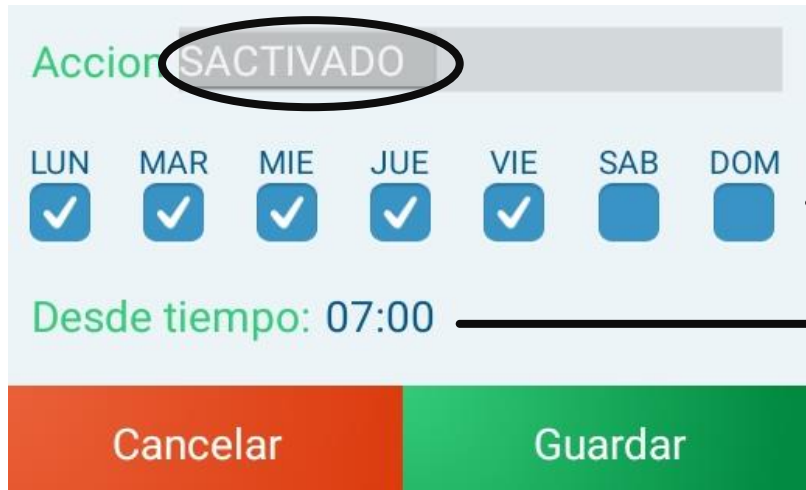 Accion SACTIVADO
LUN MAR MIE JUE VIE SAB DOM
Desde tiempo: 07:00
Cancelar Guardar